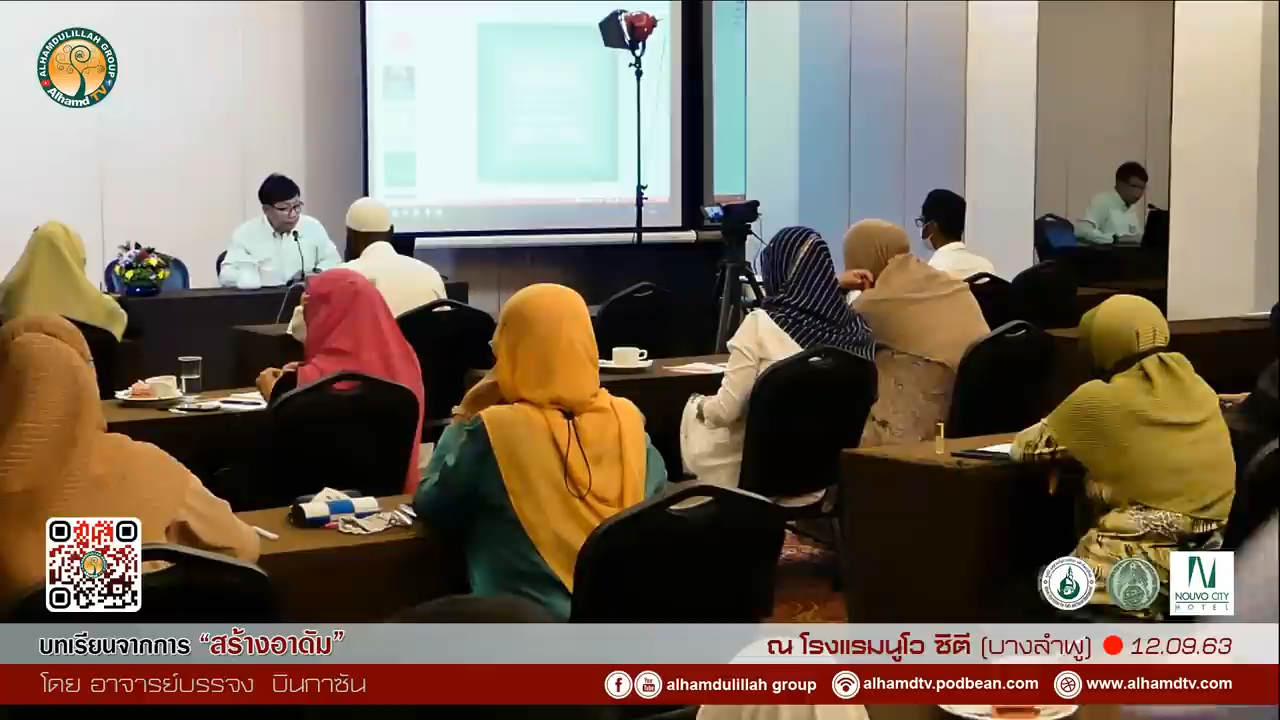 ALHAMDULILLAH GROUP
Alhamd TV
NOUVO CITY
HOTEL
บทเรียนจากการ “สร้างอาดัม”
ณ โรงแรมนูโว ซิตี (บางลำพู) 12.09.63
โดย อาจารย์บรรจง บินกาซัน
alhamdulillah group
alhamdtv.podbean.com
www.alhamdtv.com